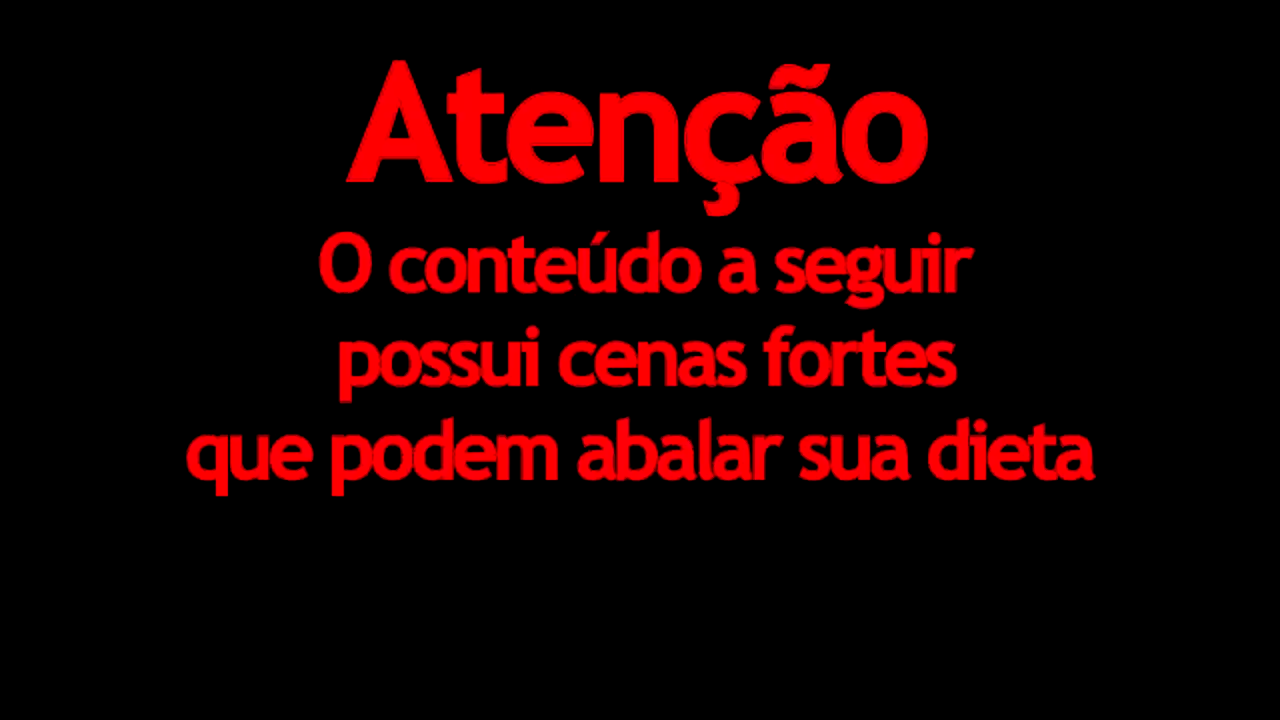 Atenção
O conteúdo a seguir
possui cenas fortes
que podem abalar sua dieta